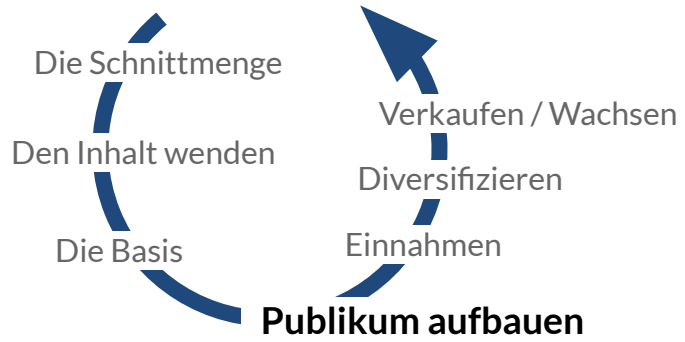 Die Schnittmenge
Den Inhalt wenden
Die Basis
Publikum aufbauen
Einnahmen
Diversifizieren
Verkaufen / Wachsen